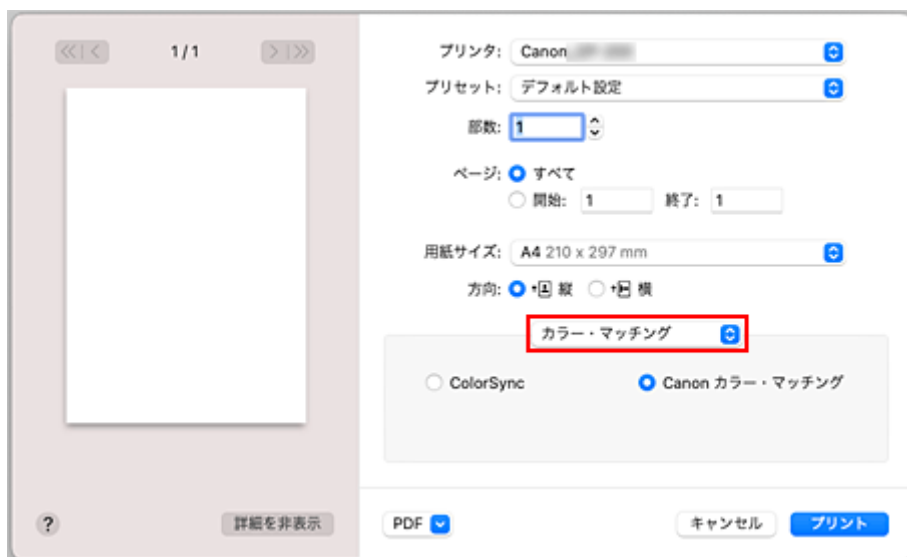 1/1
プリンタ: Canon
プリセット: デフォルト設定
部数: 1
ページ: すべて
開始: 1 終了: 1
用紙サイズ: A4 210 x 297 mm
方向: 縦 横
カラー・マッチング
ColorSync Canon カラー・マッチング
? 詳細を非表示 PDF キャンセル プリント